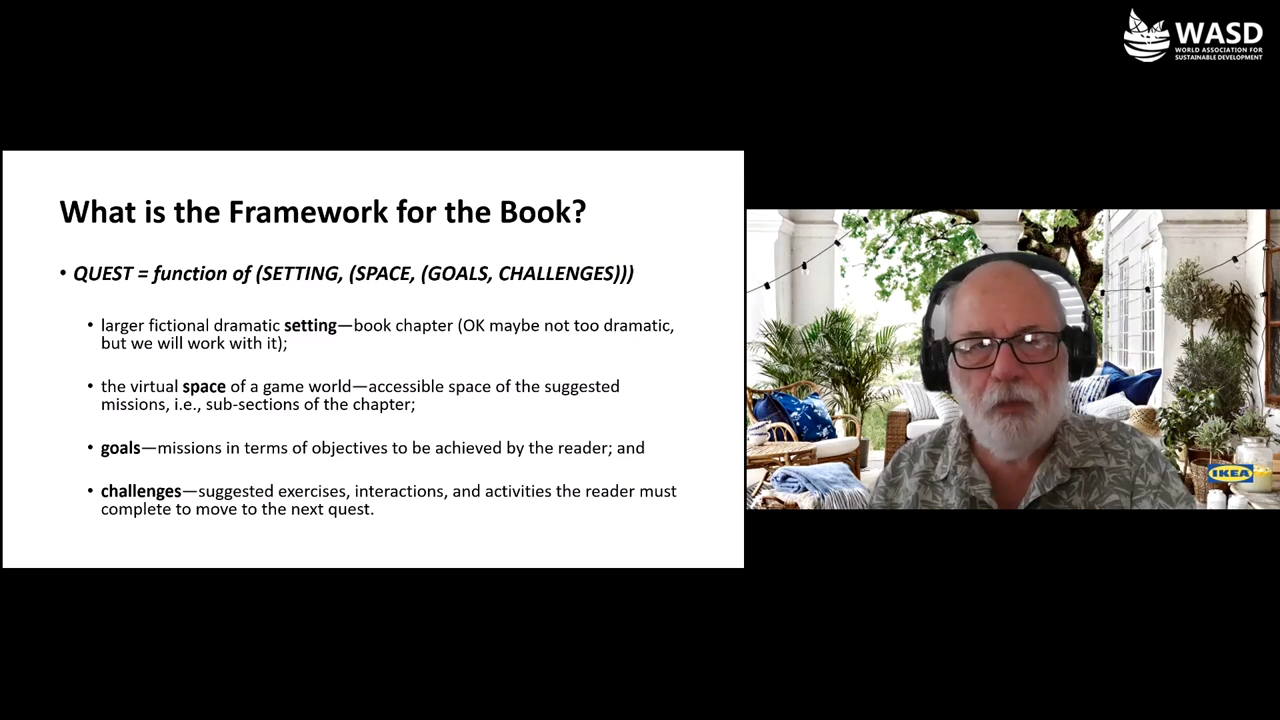 WASD
WORLD ASSOCIATION FOR
SUSTAINABLE DEVELOPMENT
What is the Framework for the Book?
• QUEST = function of (SETTING, (SPACE, (GOALS, CHALLENGES)))
• larger fictional dramatic setting—book chapter (OK maybe not too dramatic,
but we will work with it);
• the virtual space of a game world—accessible space of the suggested
missions, i.e., sub-sections of the chapter;
• goals—missions in terms of objectives to be achieved by the reader; and
• challenges—suggested exercises, interactions, and activities the reader must
complete to move to the next quest.
IKEA